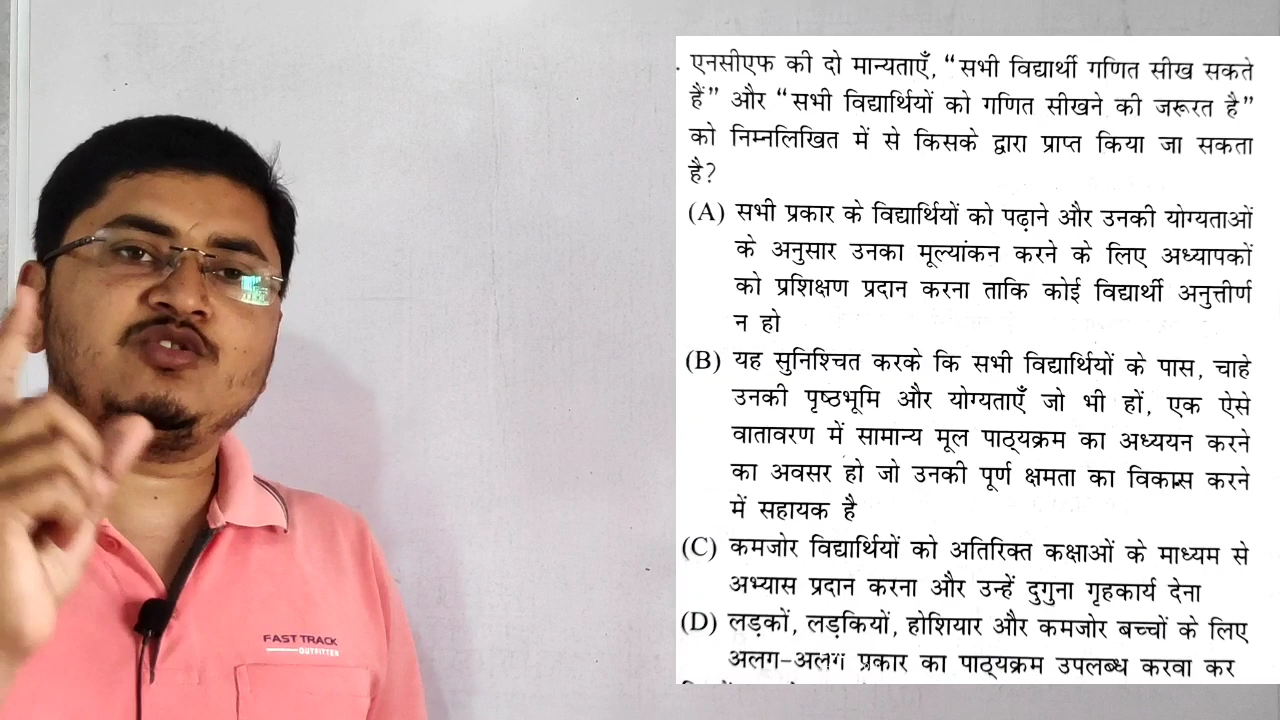 . एनसीएफ की दो मान्यताएँ, “सभी विद्यार्थी गणित सीख सकते
हैं” और “सभी विद्यार्थियों को गणित सीखने की जरूरत है”
को निम्नलिखित में से किसके द्वारा प्राप्त किया जा सकता
है?
(A) सभी प्रकार के विद्यार्थियों को पढ़ाने और उनकी योग्यताओं
के अनुसार उनका मूल्यांकन करने के लिए अध्यापकों
को प्रशिक्षण प्रदान करना ताकि कोई विद्यार्थी अनुत्तीर्ण
न हो
(B) यह सुनिश्चित करके कि सभी विद्यार्थियों के पास, चाहे
उनकी पृष्ठभूमि और योग्यताएँ जो भी हों, एक ऐसे
वातावरण में सामान्य मूल पाठ्यक्रम का अध्ययन करने
का अवसर हो जो उनकी पूर्ण क्षमता का विकास करने
में सहायक है
(C) कमजोर विद्यार्थियों को अतिरिक्त कक्षाओं के माध्यम से
अभ्यास प्रदान करना और उन्हें दुगुना गृहकार्य देना
(D) लड़कों, लड़कियों, होशियार और कमजोर बच्चों के लिए
अलग-अलग प्रकार का पाठ्यक्रम उपलब्ध करवा कर
FAST TRACK
OUTFITTER